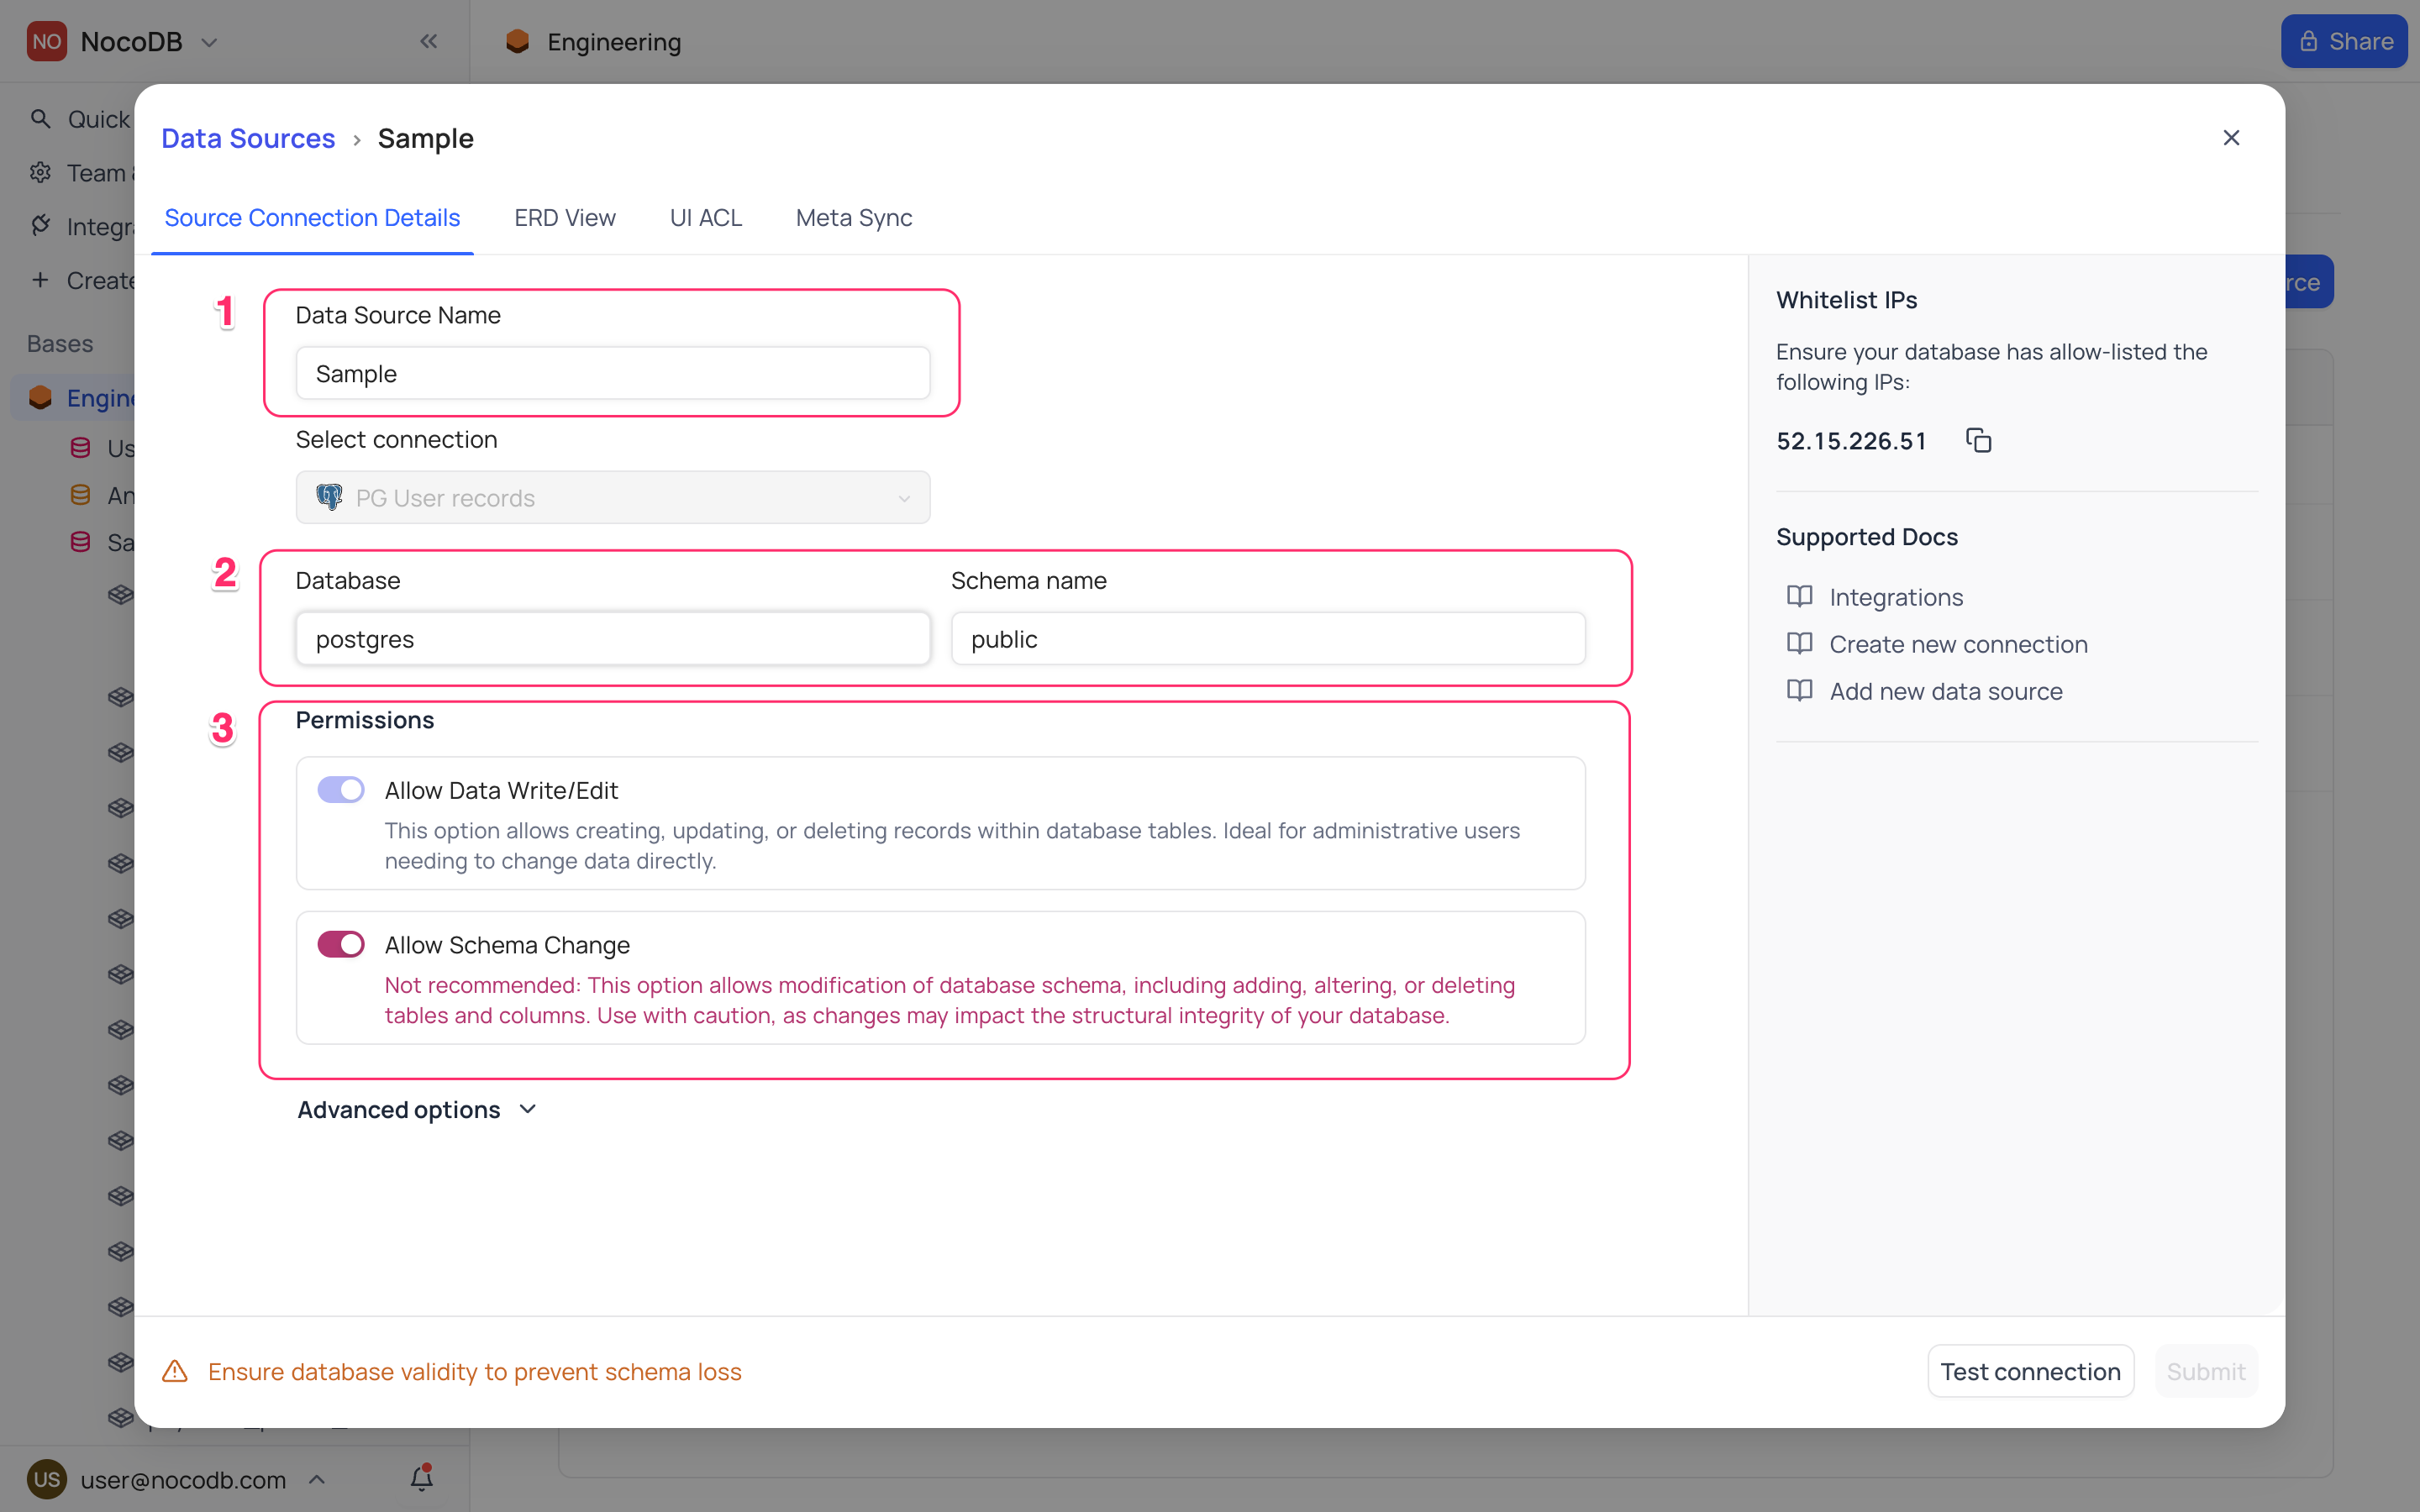 NO NocoDB
Engineering
Share
Quick
Team
Integra
Create
Bases
Engine
Us
An
Sa
Data Sources › Sample
Source Connection Details
ERD View
UI ACL
Meta Sync
1
Data Source Name
Sample
Select connection
PG User records
2
Database
Schema name
postgres
public
3
Permissions
Allow Data Write/Edit
This option allows creating, updating, or deleting records within database tables. Ideal for administrative users
needing to change data directly.
Allow Schema Change
Not recommended: This option allows modification of database schema, including adding, altering, or deleting
tables and columns. Use with caution, as changes may impact the structural integrity of your database.
Advanced options
Whitelist IPs
Ensure your database has allow-listed the
following IPs:
52.15.226.51
Supported Docs
Integrations
Create new connection
Add new data source
rce
Ensure database validity to prevent schema loss
Test connection
Submit
US user@nocodb.com